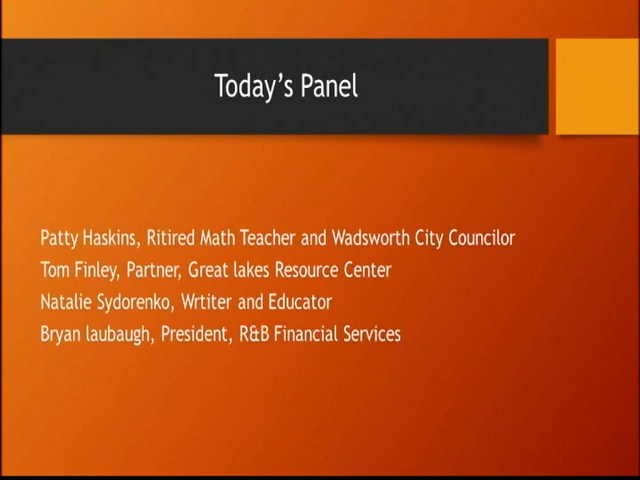 Today's Panel
Patty Haskins, Ritired Math Teacher and Wadsworth City Councilor
Tom Finley, Partner, Great lakes Resource Center
Natalie Sydorenko, Wrtiter and Educator
Bryan laubaugh, President, R&B Financial Services